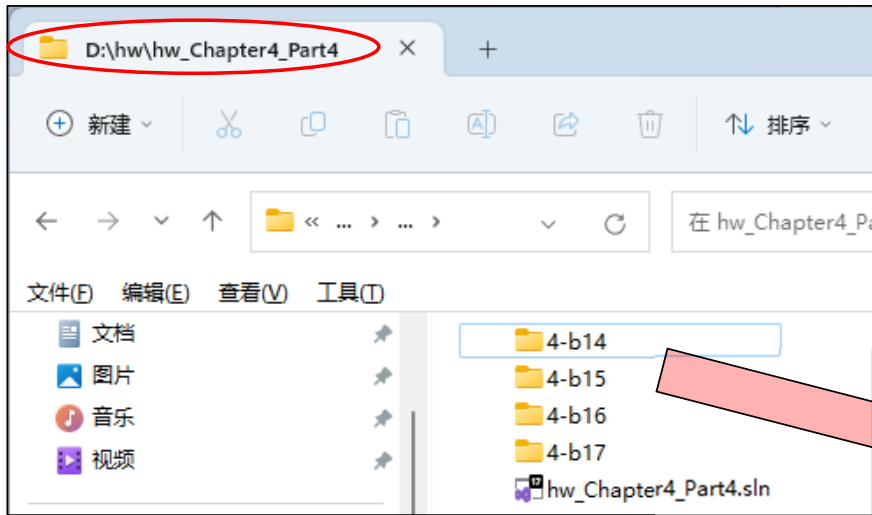 D:\hw\hw_Chapter4_Part4
新建
排序
« … › … ›
在 hw_Chapter4_Pa
文件(F) 编辑(E) 查看(V) 工具(T)
文档
图片
音乐
视频
4-b14
4-b15
4-b16
4-b17
hw_Chapter4_Part4.sln